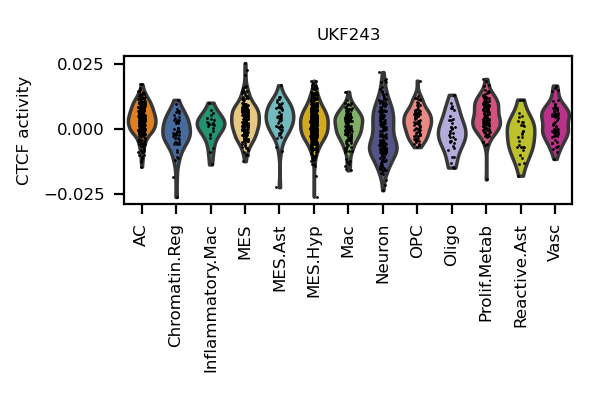 UKF243
CTCF activity
0.025
0.000
−0.025
AC
Chromatin.Reg
Inflammatory.Mac
MES
MES.Ast
MES.Hyp
Mac
Neuron
OPC
Oligo
Prolif.Metab
Reactive.Ast
Vasc